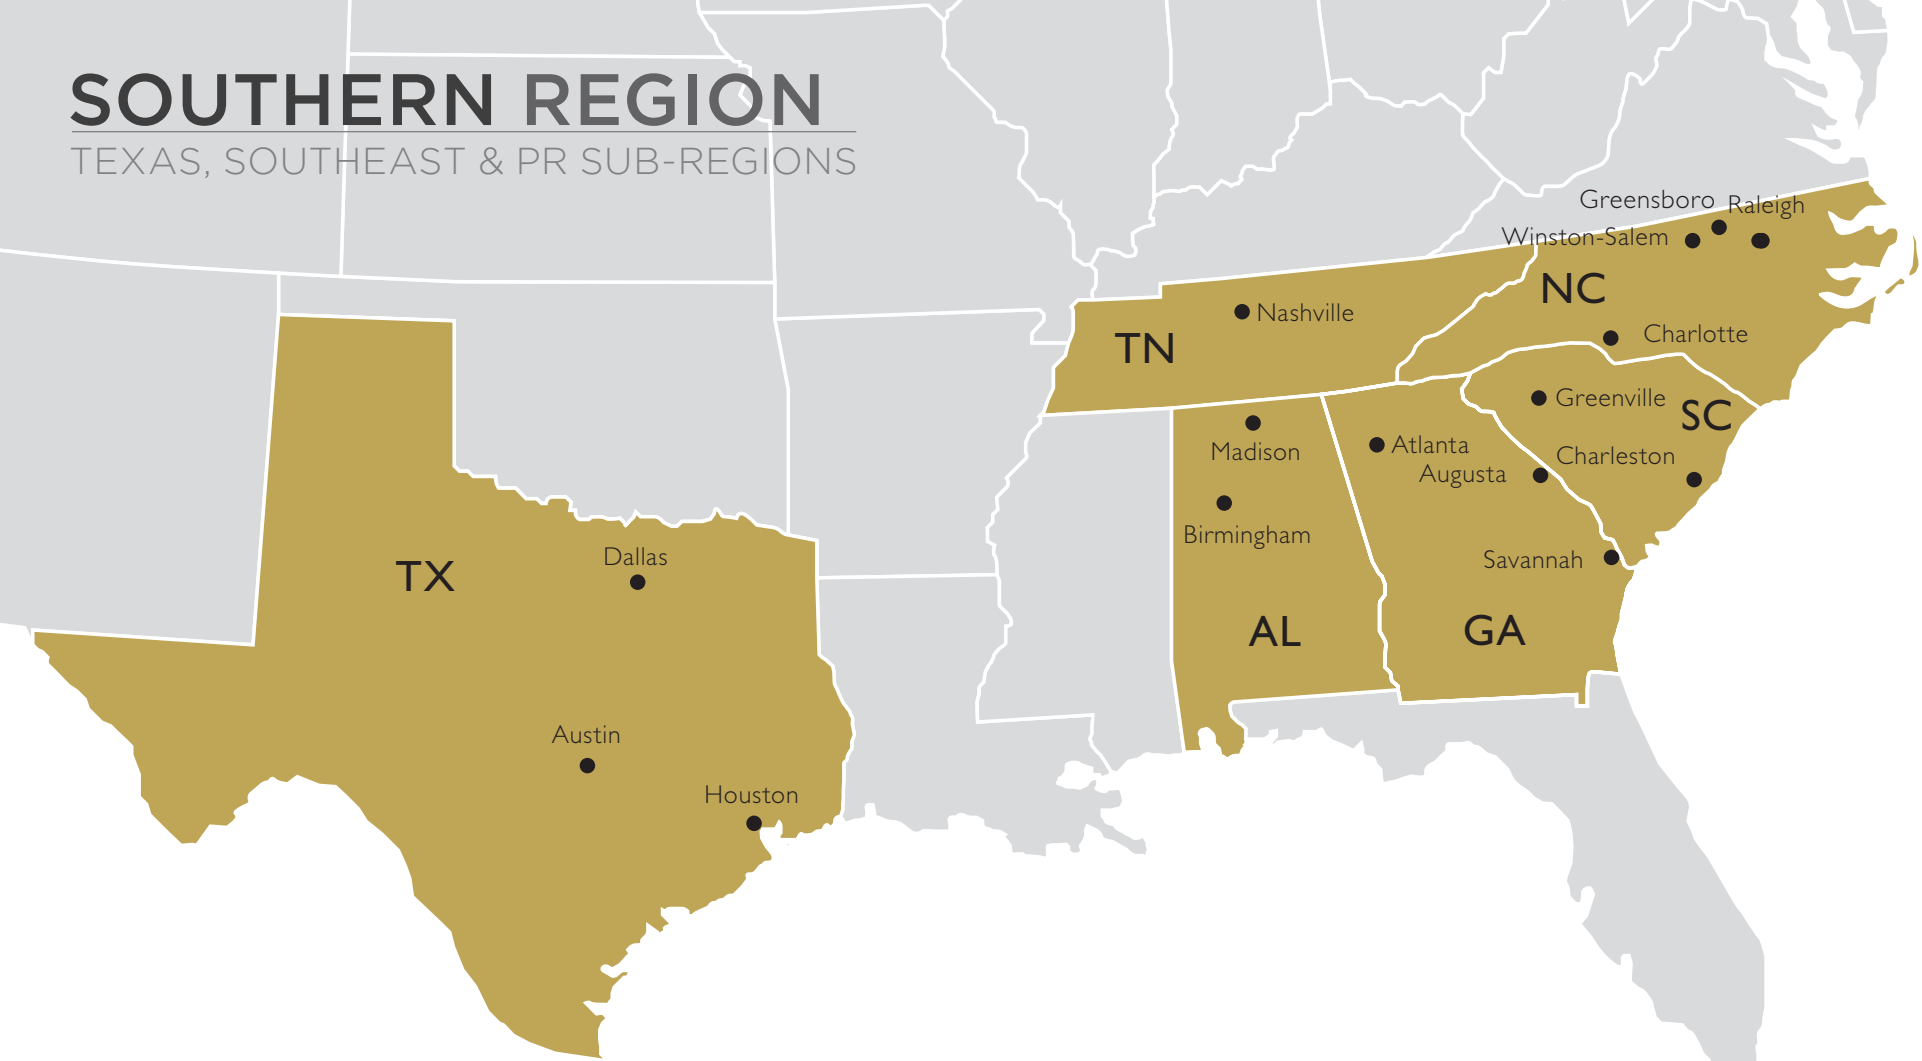 SOUTHERN REGION
TEXAS, SOUTHEAST & PR SUB-REGIONS
Greensboro
Raleigh
Winston-Salem
NC
Nashville
Charlotte
TN
Greenville
SC
Madison
Atlanta
Charleston
Augusta
Birmingham
Savannah
Dallas
TX
AL
GA
Austin
Houston